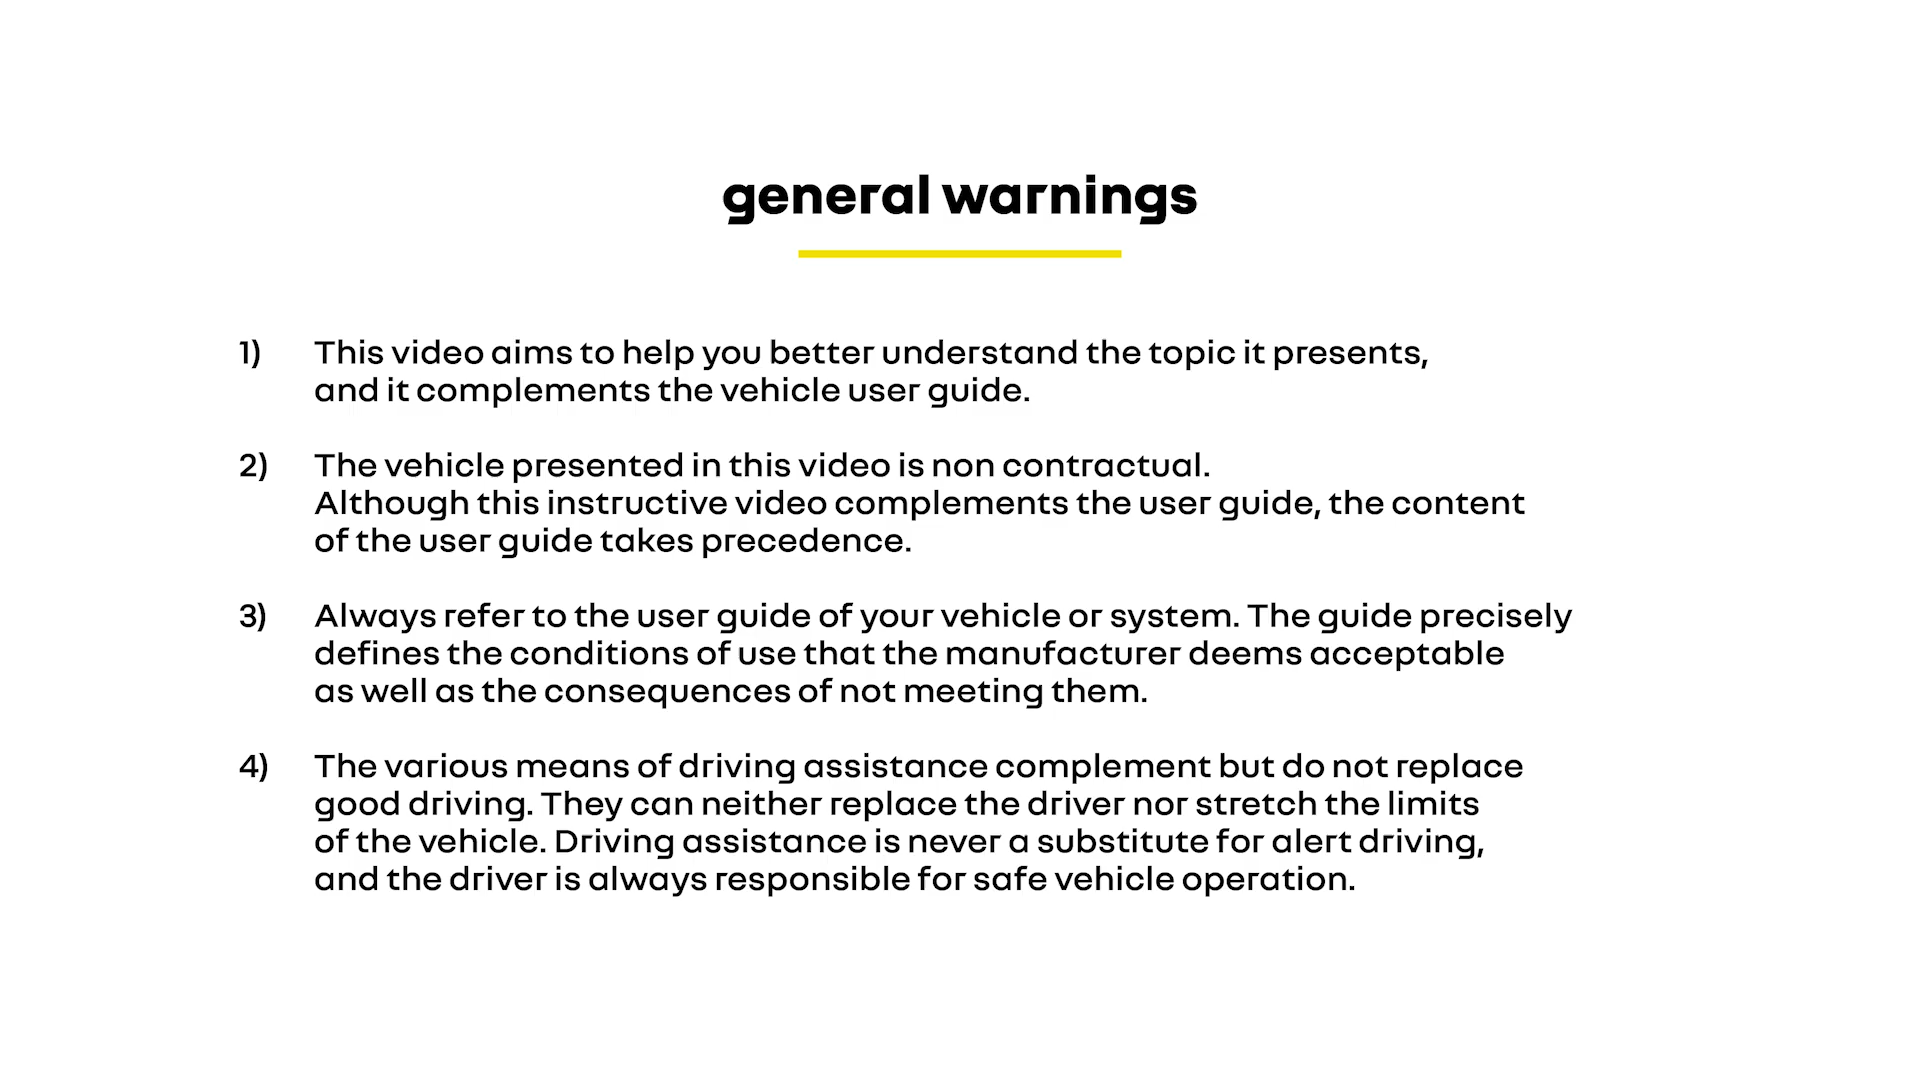 general warnings
1) This video aims to help you better understand the topic it presents,
and it complements the vehicle user guide.
2) The vehicle presented in this video is non contractual.
Although this instructive video complements the user guide, the content
of the user guide takes precedence.
3) Always refer to the user guide of your vehicle or system. The guide precisely
defines the conditions of use that the manufacturer deems acceptable
as well as the consequences of not meeting them.
4) The various means of driving assistance complement but do not replace
good driving. They can neither replace the driver nor stretch the limits
of the vehicle. Driving assistance is never a substitute for alert driving,
and the driver is always responsible for safe vehicle operation.